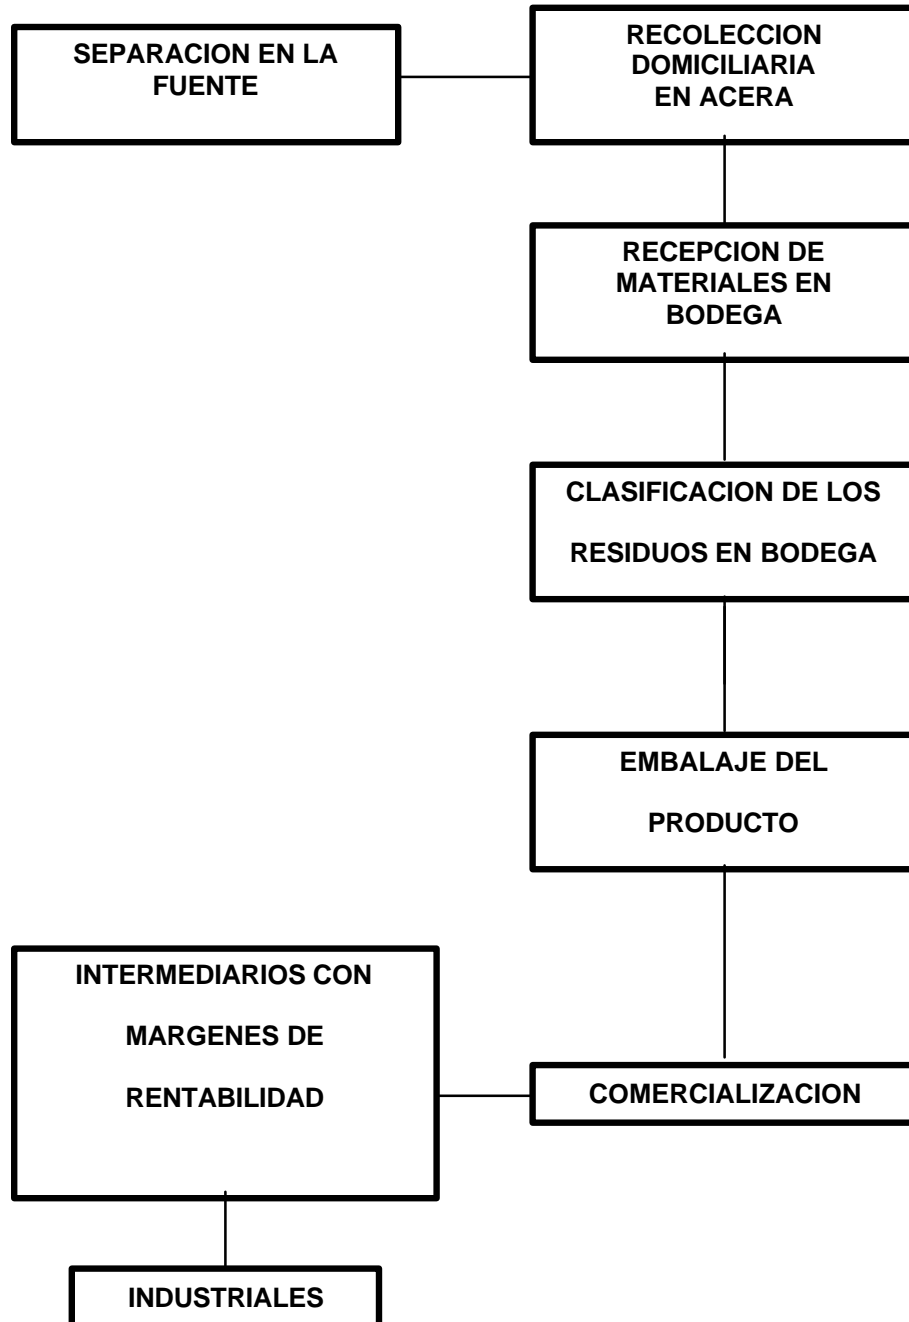 SEPARACION EN LA
FUENTE
RECOLECCION
DOMICILIARIA
EN ACERA
RECEPCION DE
MATERIALES EN
BODEGA
CLASIFICACION DE LOS
RESIDUOS EN BODEGA
EMBALAJE DEL
PRODUCTO
COMERCIALIZACION
INTERMEDIARIOS CON
MARGENES DE
RENTABILIDAD
INDUSTRIALES